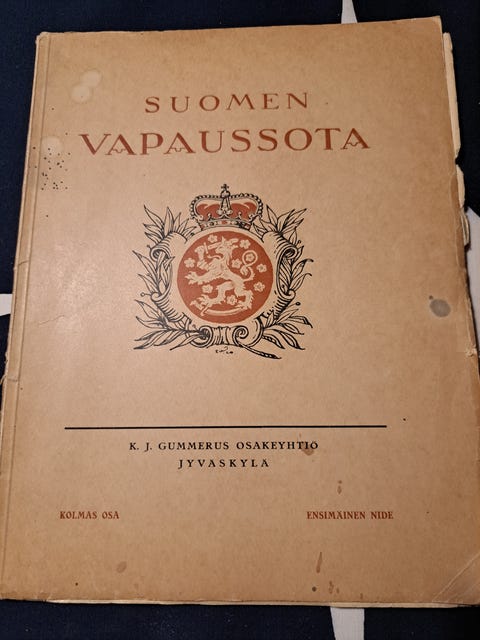 SUOMEN
VAPAUSSOTA
K. J. GUMMERUS OSAKEYHTIÖ
JYVÄSKYLÄ
KOLMAS OSA
ENSIMÄINEN NIDE